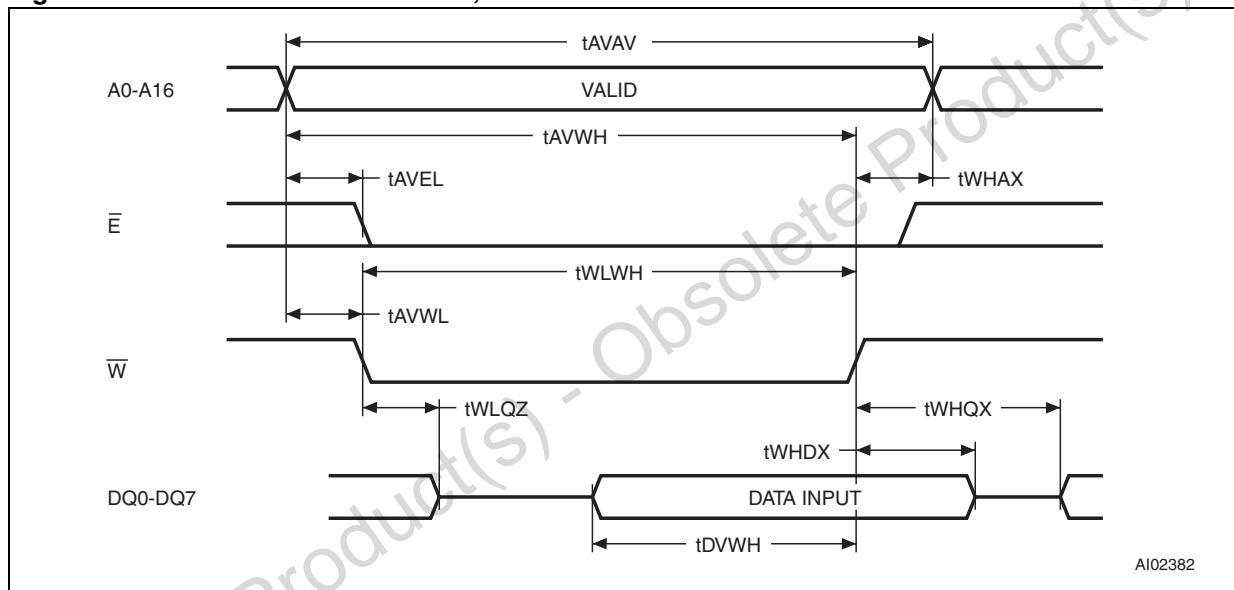 tAVAV
A0-A16
VALID
tAVWH
tAVEL
tWHAX
E
tWLWH
tAVWL
W
tWLQZ
tWHQX
tWHDX
DQ0-DQ7
DATA INPUT
tDVWH
AI02382
Product(s) - Obsolete Product(s)